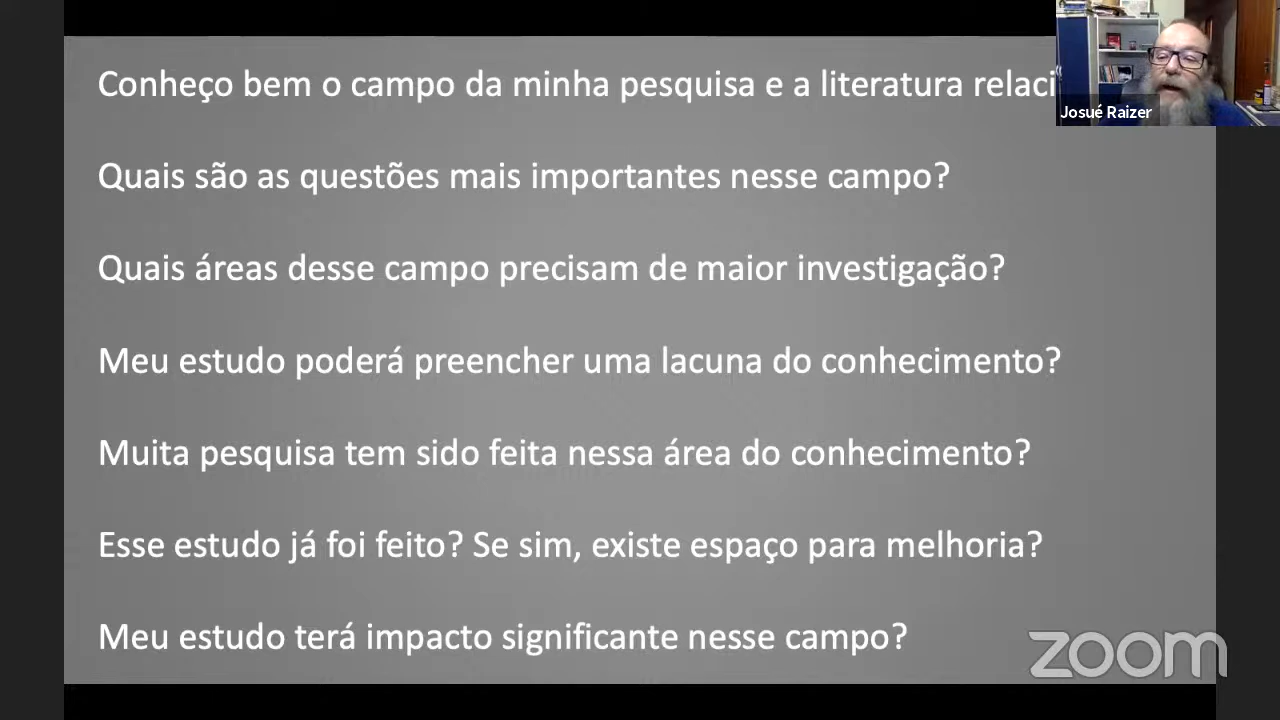 Conheço bem o campo da minha pesquisa e a literatura relaci
Josué Raizer
Quais são as questões mais importantes nesse campo?
Quais áreas desse campo precisam de maior investigação?
Meu estudo poderá preencher uma lacuna do conhecimento?
Muita pesquisa tem sido feita nessa área do conhecimento?
Esse estudo já foi feito? Se sim, existe espaço para melhoria?
Meu estudo terá impacto significante nesse campo?
zoom